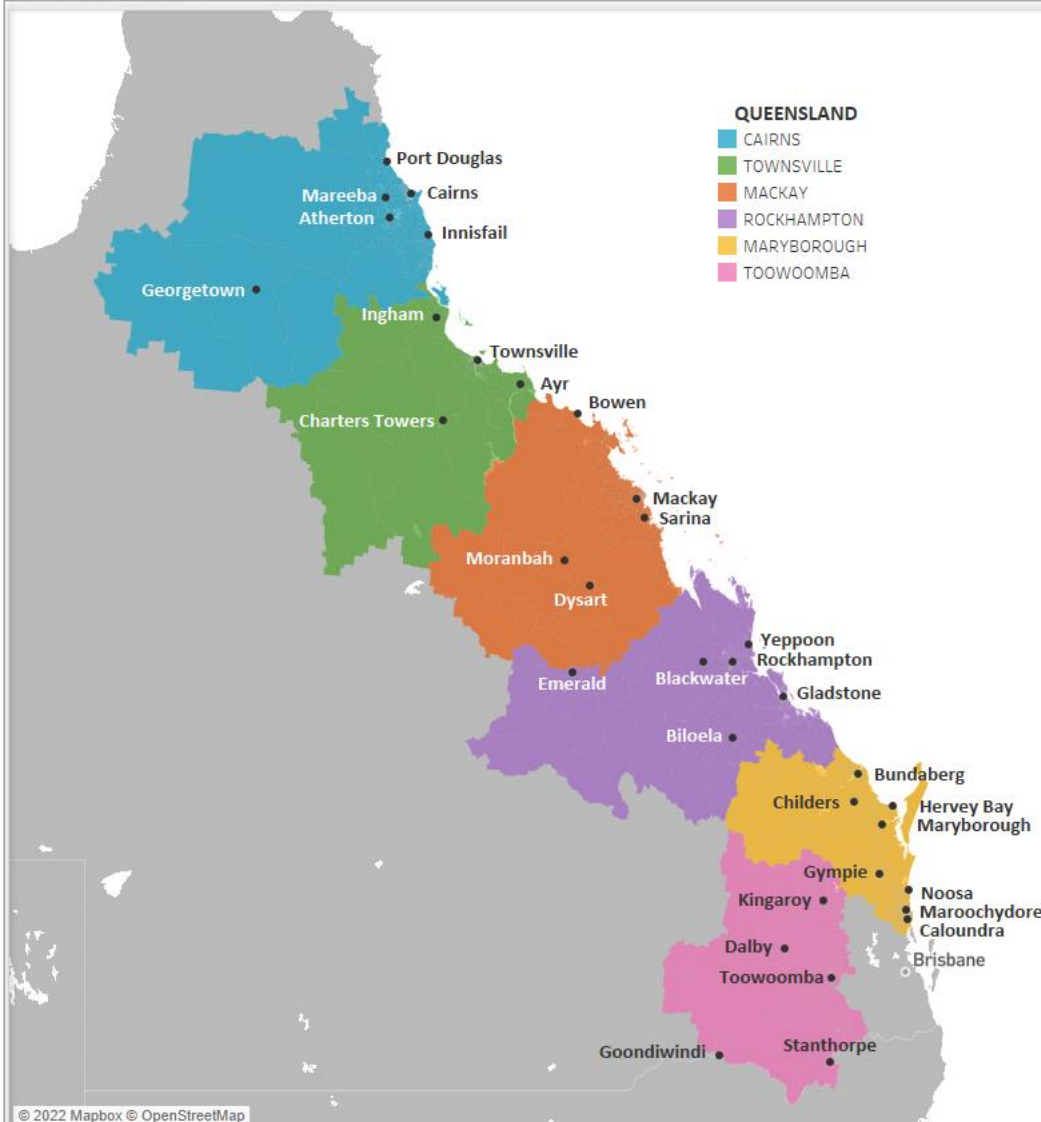 QUEENSLAND
CAIRNS
TOWNSVILLE
MACKAY
ROCKHAMPTON
MARYBOROUGH
TOOWOOMBA
Port Douglas
Mareeba
Cairns
Atherton
Innisfail
Georgetown
Ingham
Townsville
Ayr
Bowen
Charters Towers
Mackay
Sarina
Moranbah
Dysart
Yeppoon
Rockhampton
Emerald
Blackwater
Gladstone
Biloela
Bundaberg
Childers
Hervey Bay
Maryborough
Gympie
Noosa
Kingaroy
Maroochydore
Caloundra
Dalby
Brisbane
Toowoomba
Goondiwindi
Stanthorpe
© 2022 Mapbox © OpenStreetMap